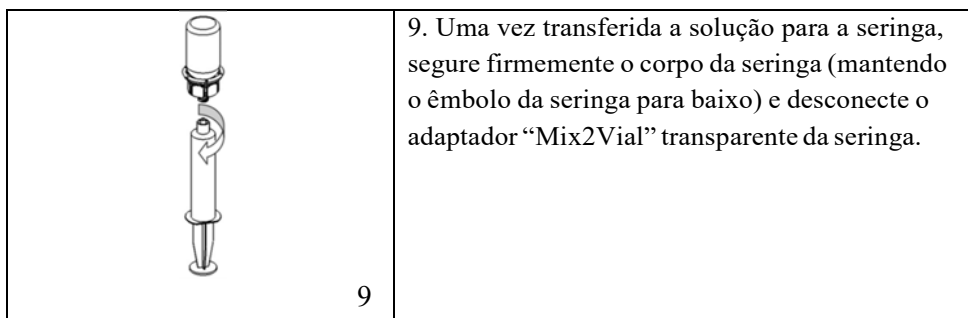 9. Uma vez transferida a solução para a seringa,
segure firmemente o corpo da seringa (mantendo
o êmbolo da seringa para baixo) e desconecte o
adaptador “Mix2Vial” transparente da seringa.
9